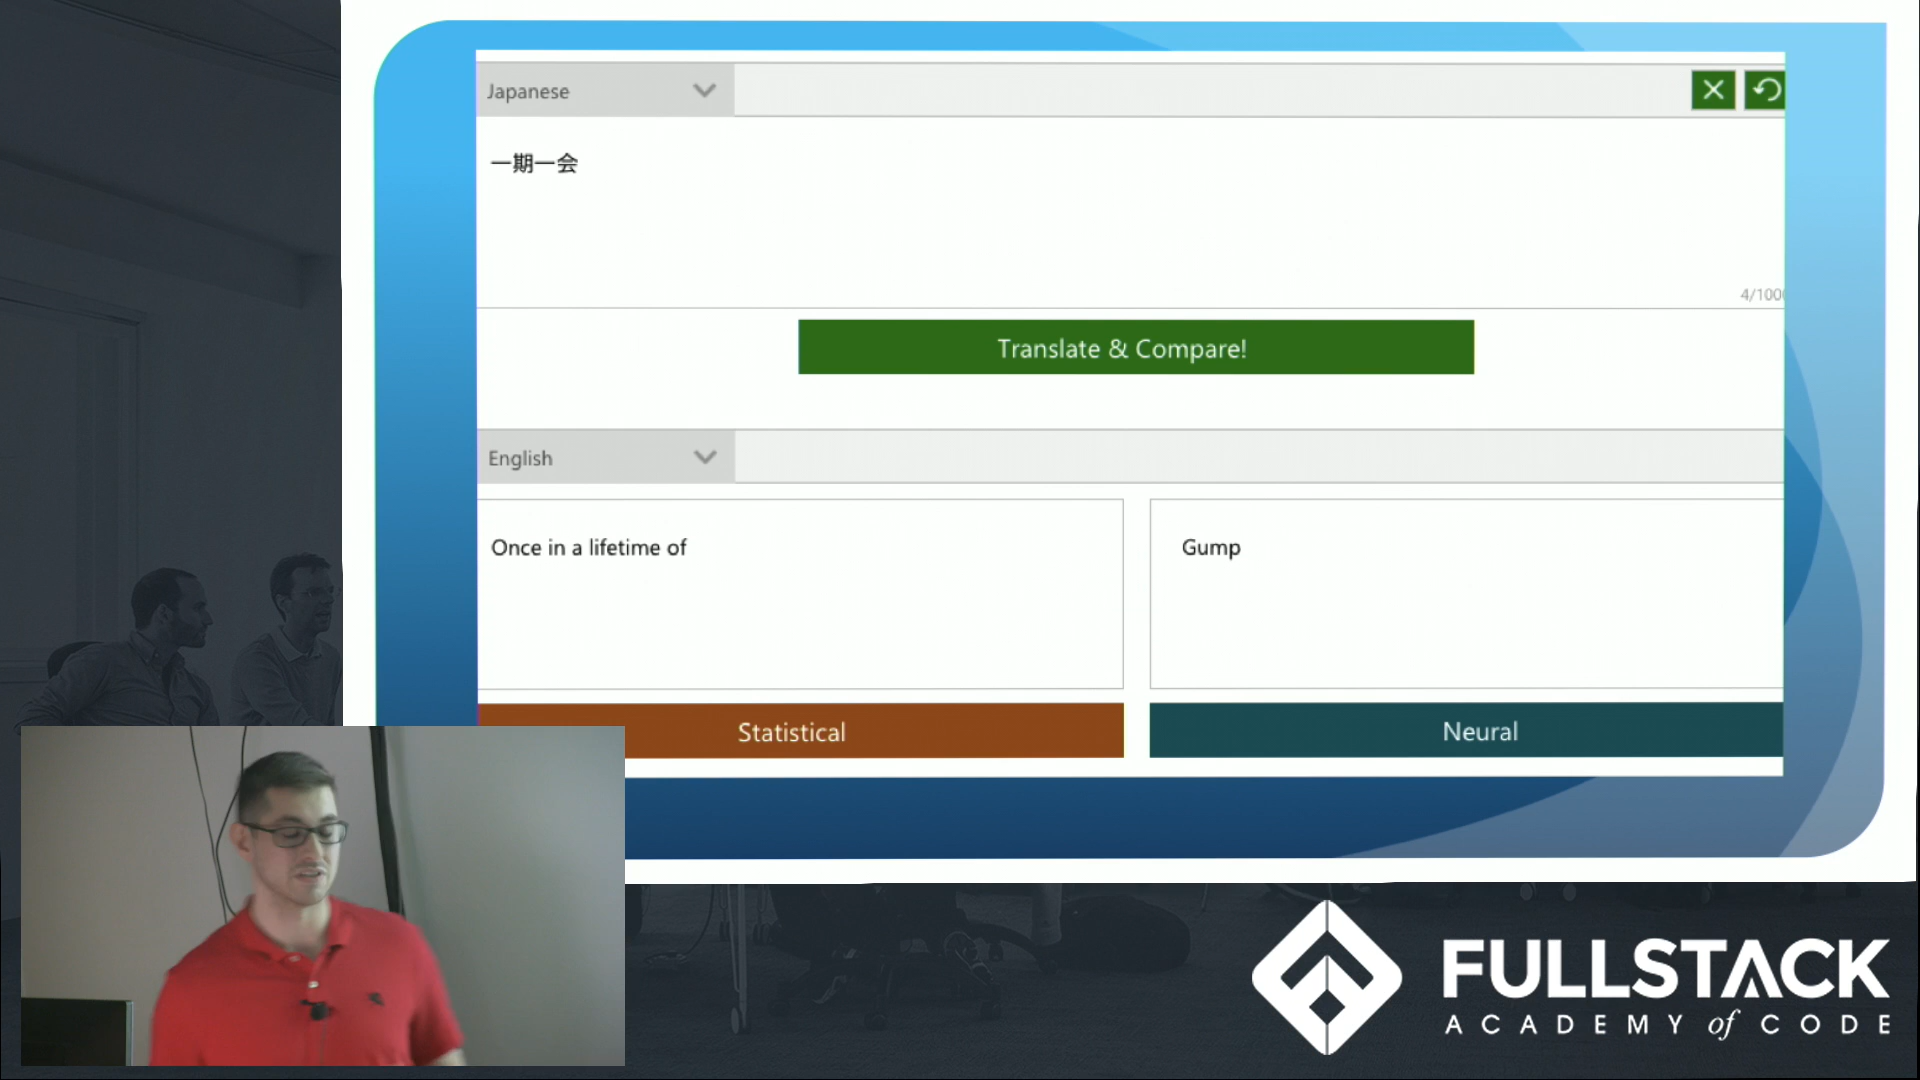 Japanese
一期一会
4/100
Translate & Compare!
English
Once in a lifetime of
Gump
Statistical
Neural
FULLSTACK
ACADEMY of CODE